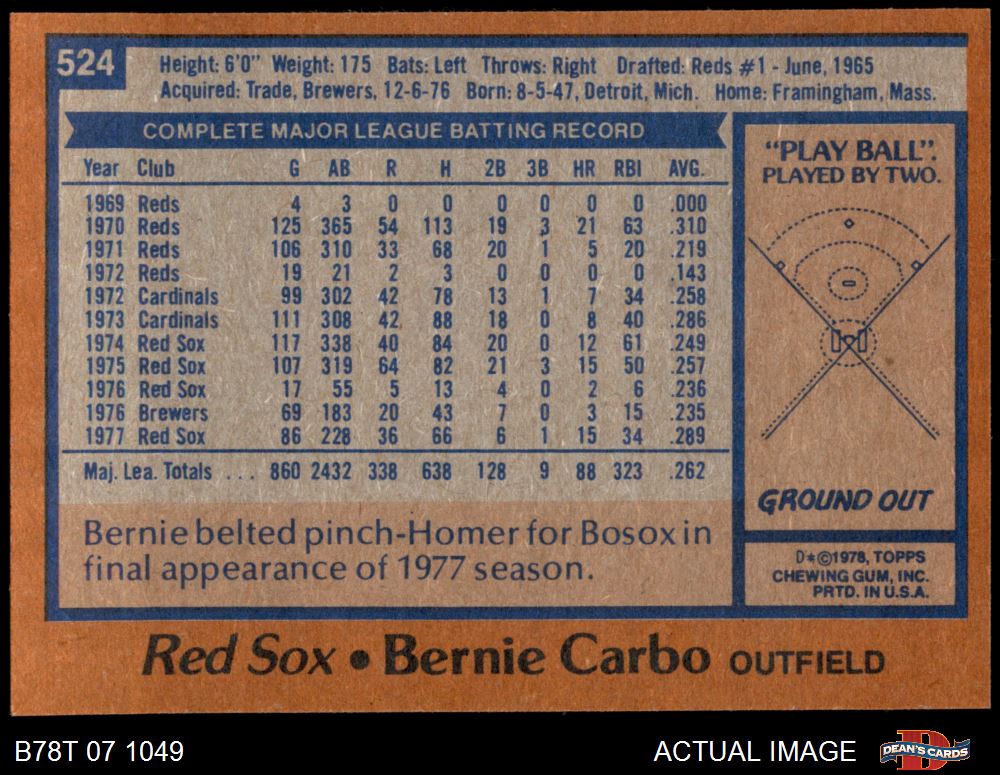 524
Height: 6'0" Weight: 175 Bats: Left Throws: Right Drafted: Reds #1 - June, 1965
Acquired: Trade, Brewers, 12-6-76 Born: 8-5-47, Detroit, Mich. Home: Framingham, Mass.
COMPLETE MAJOR LEAGUE BATTING RECORD
Year Club G AB R H 2B 3B HR RBI AVG.
1969 Reds 4 3 0 0 0 0 0 0 .000
1970 Reds 125 365 54 113 19 3 21 63 .310
1971 Reds 106 310 33 68 20 1 5 20 .219
1972 Reds 19 21 2 3 0 0 0 0 .143
1972 Cardinals 99 302 42 78 13 1 7 34 .258
1973 Cardinals 111 308 42 88 18 0 8 40 .286
1974 Red Sox 117 338 40 84 20 0 12 61 .249
1975 Red Sox 107 319 64 82 21 3 15 50 .257
1976 Red Sox 17 55 5 13 4 0 2 6 .236
1976 Brewers 69 183 20 43 7 0 3 15 .235
1977 Red Sox 86 228 36 66 6 1 15 34 .289
Maj. Lea. Totals . . . 860 2432 338 638 128 9 88 323 .262
Bernie belted pinch-Homer for Bosox in
final appearance of 1977 season.
"PLAY BALL".
PLAYED BY TWO.
GROUND OUT
D*©1978, TOPPS
CHEWING GUM, INC.
PRTD. IN U.S.A.
Red Sox • Bernie Carbo OUTFIELD
B78T 07 1049 ACTUAL IMAGE
D
DEAN'S CARDS